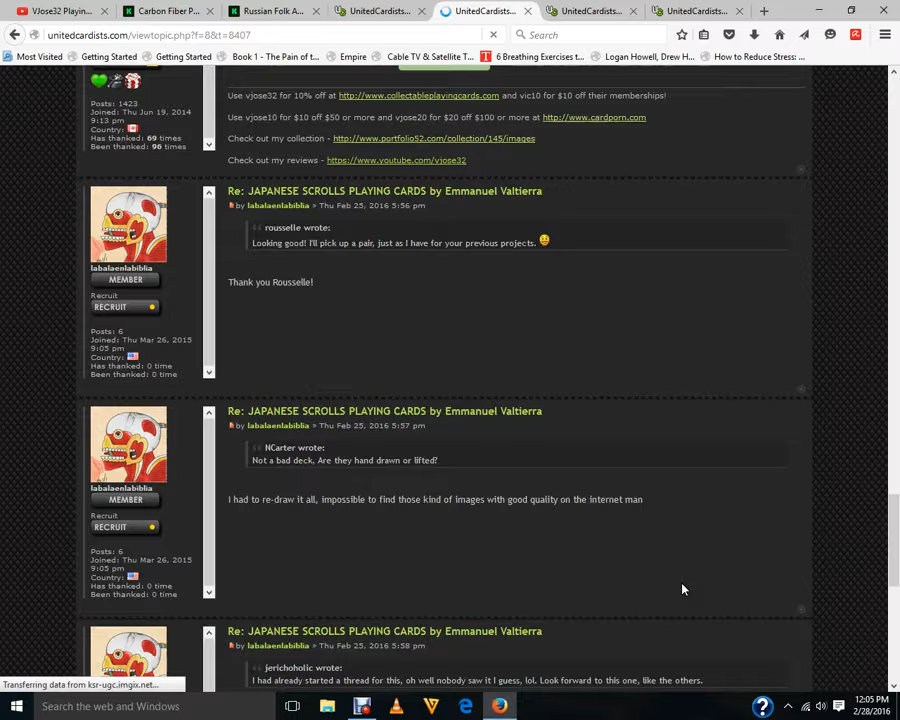 VJose32 Playin...
Carbon Fiber P...
Russian Folk A...
UnitedCardists...
UnitedCardists...
UnitedCardists...
UnitedCardists...
unitedcardists.com/viewtopic.php?f=8&t=8407
Search
Most Visited
Getting Started
Getting Started
Book 1 - The Pain of t...
Empire
Cable TV & Satellite T...
6 Breathing Exercises t...
Logan Howell, Drew H...
How to Reduce Stress: ...
Posts: 1423
Joined: Thu Jun 19, 2014
9:13 pm
Country:
Has thanked: 69 times
Been thanked: 96 times
Use vjose32 for 10% off at http://www.collectableplayingcards.com and vic10 for $10 off their memberships!
Use vjose10 for $10 off $50 or more and vjose20 for $20 off $100 or more at http://www.cardporn.com
Check out my collection - http://www.portfolio52.com/collection/145/images
Check out my reviews - https://www.youtube.com/vjose32
labalaenlabiblia
MEMBER
Recruit
RECRUIT
Posts: 6
Joined: Thu Mar 26, 2015
9:05 pm
Country:
Has thanked: 0 time
Been thanked: 0 time
Re: JAPANESE SCROLLS PLAYING CARDS by Emmanuel Valtierra
by labalaenlabiblia » Thu Feb 25, 2016 5:56 pm
rousselle wrote:
Looking good! I'll pick up a pair, just as I have for your previous projects.
Thank you Rousselle!
labalaenlabiblia
MEMBER
Recruit
RECRUIT
Posts: 6
Joined: Thu Mar 26, 2015
9:05 pm
Country:
Has thanked: 0 time
Been thanked: 0 time
Re: JAPANESE SCROLLS PLAYING CARDS by Emmanuel Valtierra
by labalaenlabiblia » Thu Feb 25, 2016 5:57 pm
NCarter wrote:
Not a bad deck. Are they hand drawn or lifted?
I had to re-draw it all, impossible to find those kind of images with good quality on the internet man
Re: JAPANESE SCROLLS PLAYING CARDS by Emmanuel Valtierra
by labalaenlabiblia » Thu Feb 25, 2016 5:58 pm
jerichoholic wrote:
I had already started a thread for this, oh well nobody saw it I guess, lol. Look forward to this one, like the others.
Transferring data from ksr-ugc.imgix.net...
Search the web and Windows
12:05 PM
2/28/2016